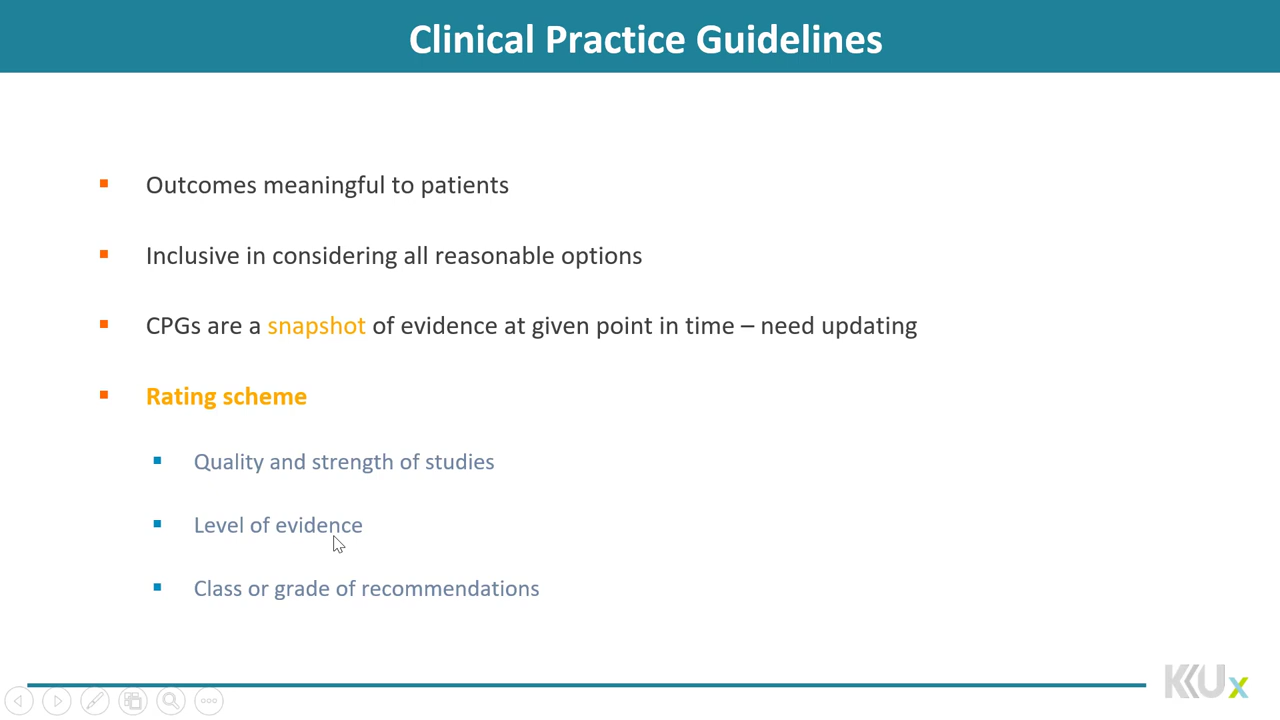 Clinical Practice Guidelines
Outcomes meaningful to patients
Inclusive in considering all reasonable options
CPGs are a snapshot of evidence at given point in time – need updating
Rating scheme
Quality and strength of studies
Level of evidence
Class or grade of recommendations
KKUx